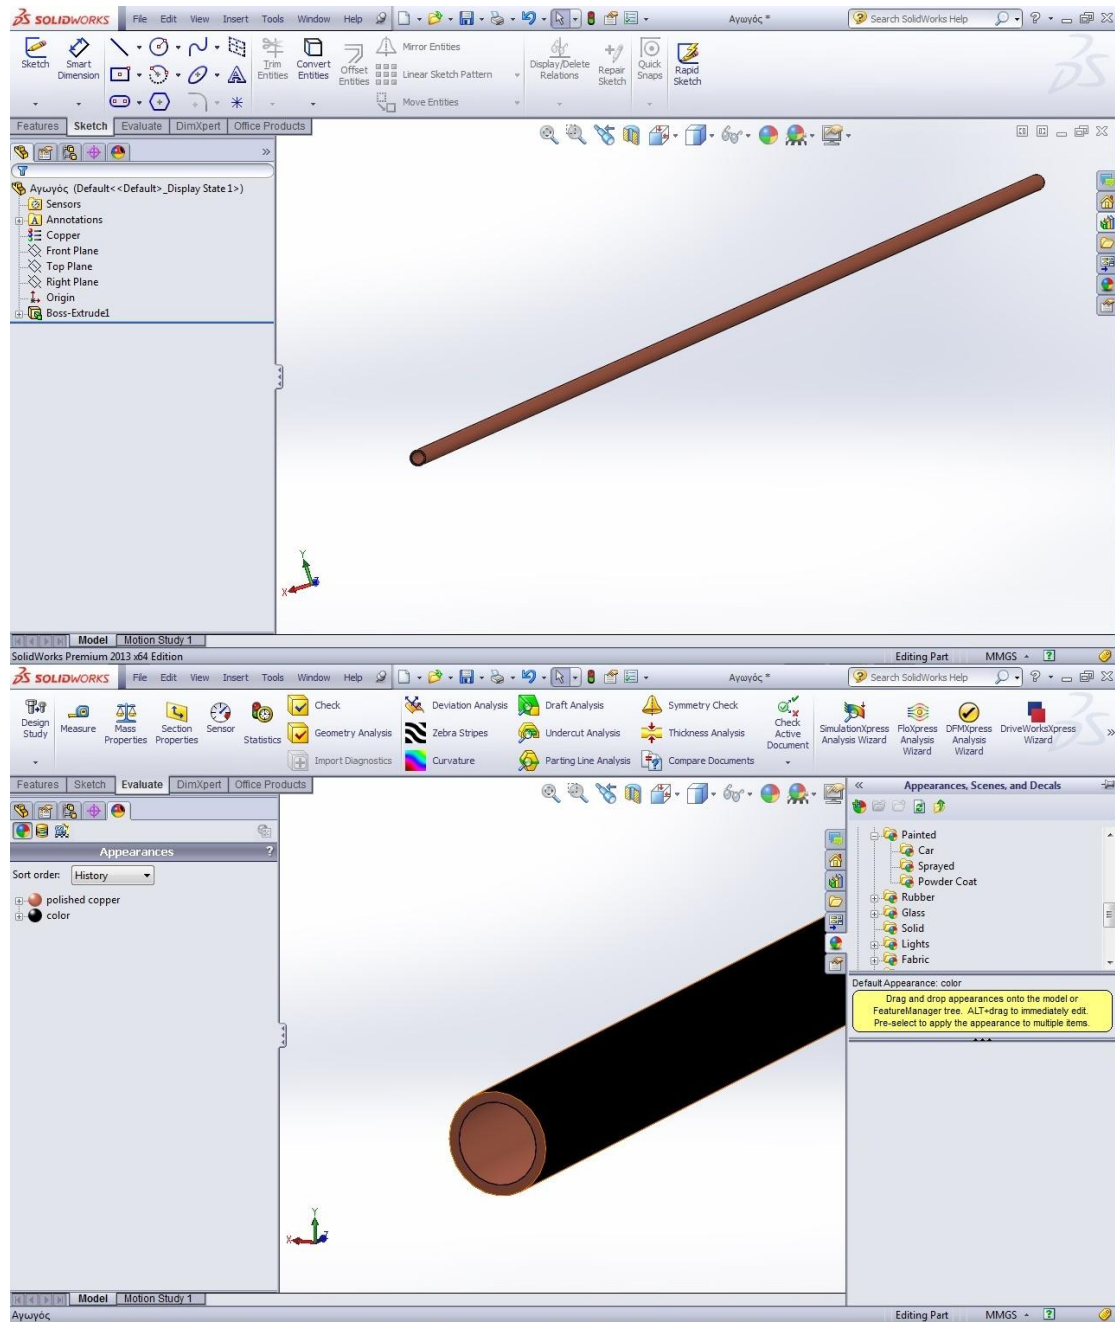 SOLIDWORKS File Edit View Insert Tools Window Help Αγωγός * Search SolidWorks Help
Sketch Smart Dimension Trim Entities Convert Entities Offset Entities Mirror Entities Linear Sketch Pattern Move Entities Display/Delete Relations Repair Sketch Quick Snaps Rapid Sketch
Features Sketch Evaluate DimXpert Office Products
Αγωγός (Default<<Default>_Display State 1>)
Sensors
Annotations
Copper
Front Plane
Top Plane
Right Plane
Origin
Boss-Extrude1
Y
Z
X
Model Motion Study 1
SolidWorks Premium 2013 x64 Edition Editing Part MMGS
SOLIDWORKS File Edit View Insert Tools Window Help Αγωγός * Search SolidWorks Help
Design Study Measure Mass Properties Section Properties Sensor Statistics Check Geometry Analysis Import Diagnostics Deviation Analysis Zebra Stripes Curvature Draft Analysis Undercut Analysis Parting Line Analysis Symmetry Check Thickness Analysis Compare Documents Check Active Document SimulationXpress Analysis Wizard FloXpress Analysis Wizard DFMXpress Analysis Wizard DriveWorksXpress Wizard
Features Sketch Evaluate DimXpert Office Products
Appearances, Scenes, and Decals
Appearances ?
Sort order: History
polished copper
color
Painted
Car
Sprayed
Powder Coat
Rubber
Glass
Solid
Lights
Fabric
Default Appearance: color
Drag and drop appearances onto the model or
FeatureManager tree. ALT+drag to immediately edit.
Pre-select to apply the appearance to multiple items.
Y
X Z
Model Motion Study 1
Αγωγός Editing Part MMGS